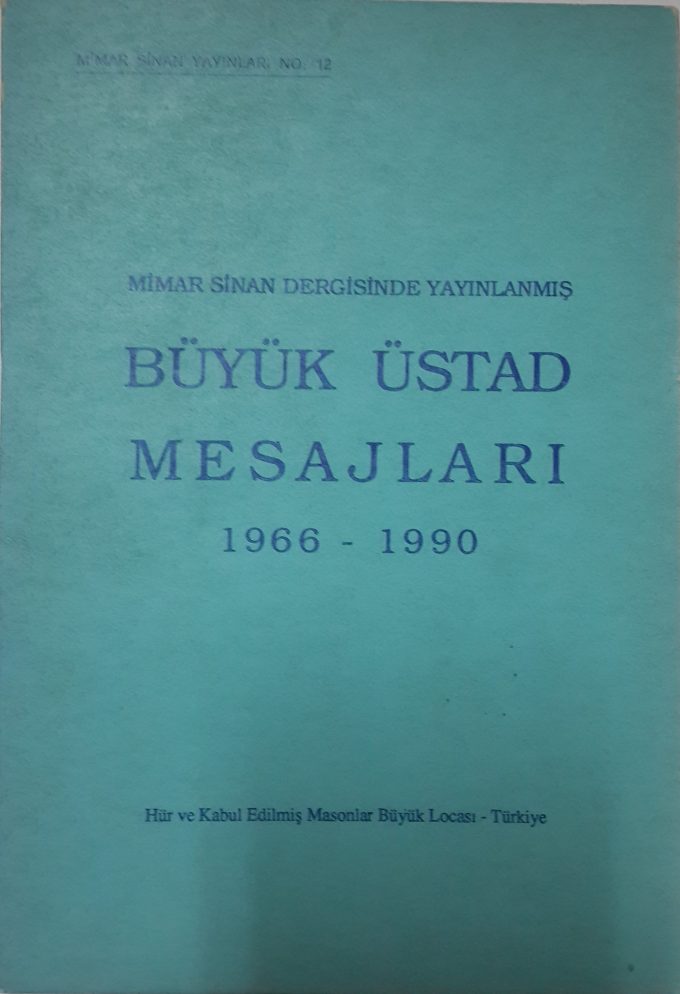 MİMAR SİNAN YAYINLARI NO. 12
MİMAR SİNAN DERGİSİNDE YAYINLANMIŞ
BÜYÜK ÜSTAD
MESAJLARI
1966 - 1990
Hür ve Kabul Edilmiş Masonlar Büyük Locası - Türkiye